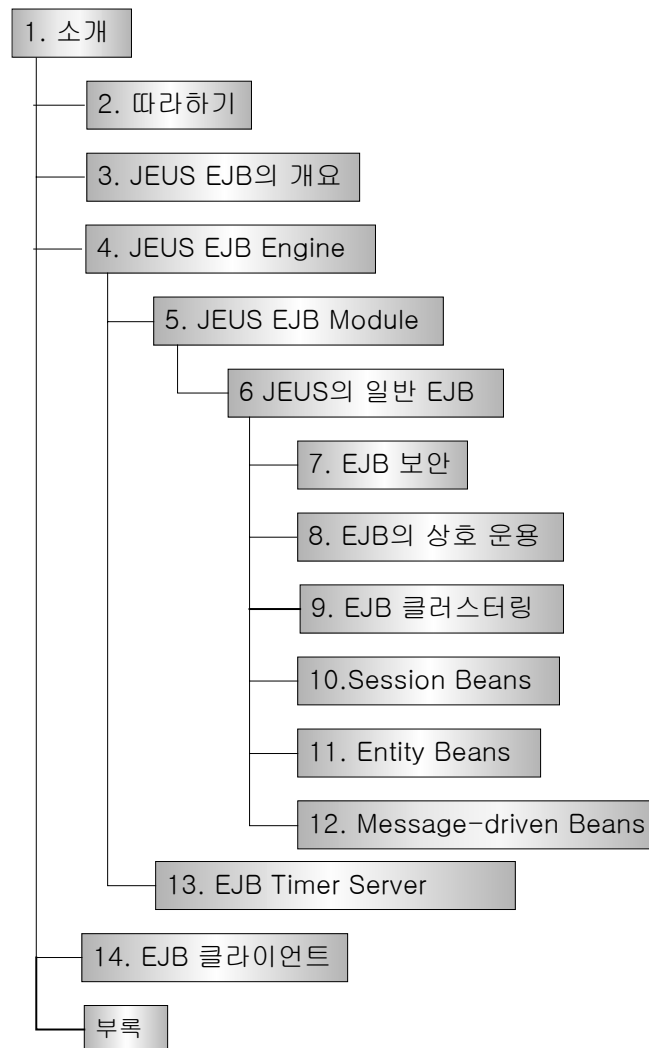 1. 소개
2. 따라하기
3. JEUS EJB의 개요
4. JEUS EJB Engine
5. JEUS EJB Module
6 JEUS의 일반 EJB
7. EJB 보안
8. EJB의 상호 운용
9. EJB 클러스터링
10.Session Beans
11. Entity Beans
12. Message-driven Beans
13. EJB Timer Server
14. EJB 클라이언트
부록